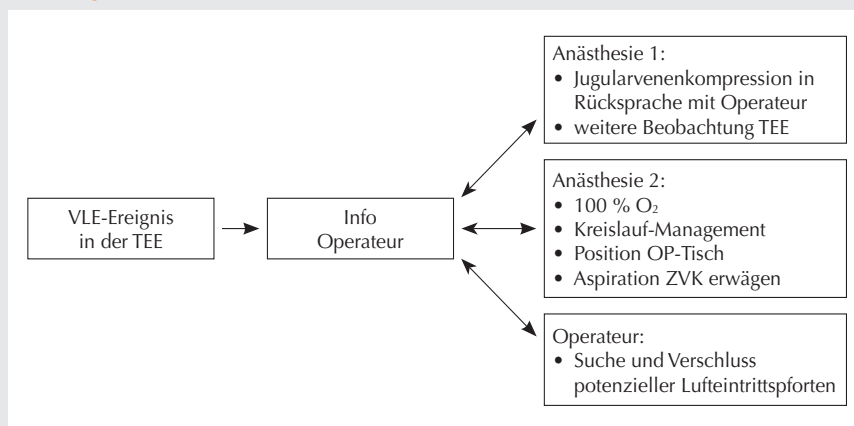 VLE-Ereignis
in der TEE
Info
Operateur
Anästhesie 1:
• Jugularvenenkompression in
Rücksprache mit Operateur
• weitere Beobachtung TEE
Anästhesie 2:
• 100 % O₂
• Kreislauf-Management
• Position OP-Tisch
• Aspiration ZVK erwägen
Operateur:
• Suche und Verschluss
potenzieller Lufteintrittspforten